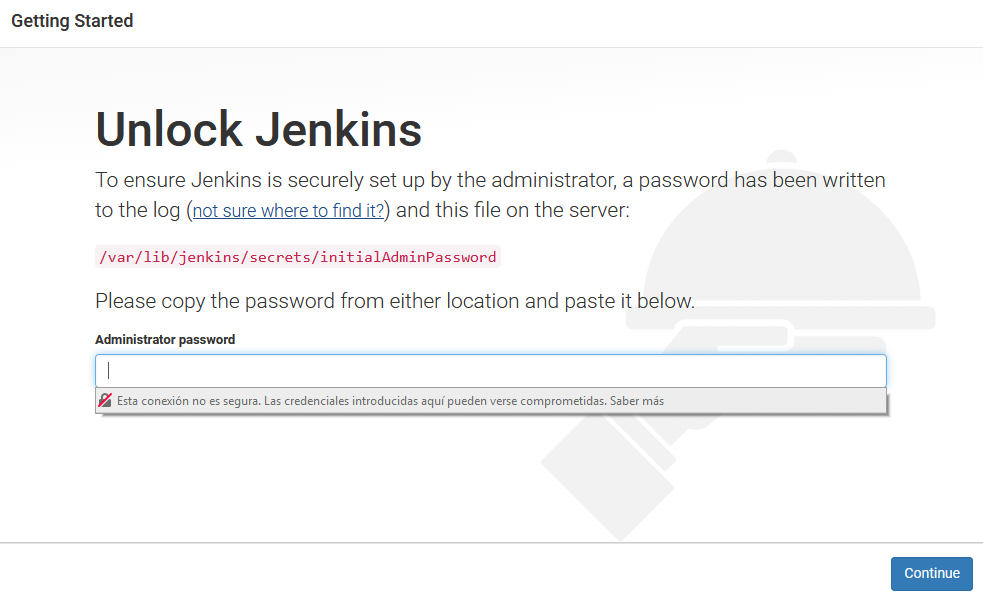 Getting Started
Unlock Jenkins
To ensure Jenkins is securely set up by the administrator, a password has been written
to the log (not sure where to find it?) and this file on the server:
/var/lib/jenkins/secrets/initialAdminPassword
Please copy the password from either location and paste it below.
Administrator password
Esta conexión no es segura. Las credenciales introducidas aquí pueden verse comprometidas. Saber más
Continue